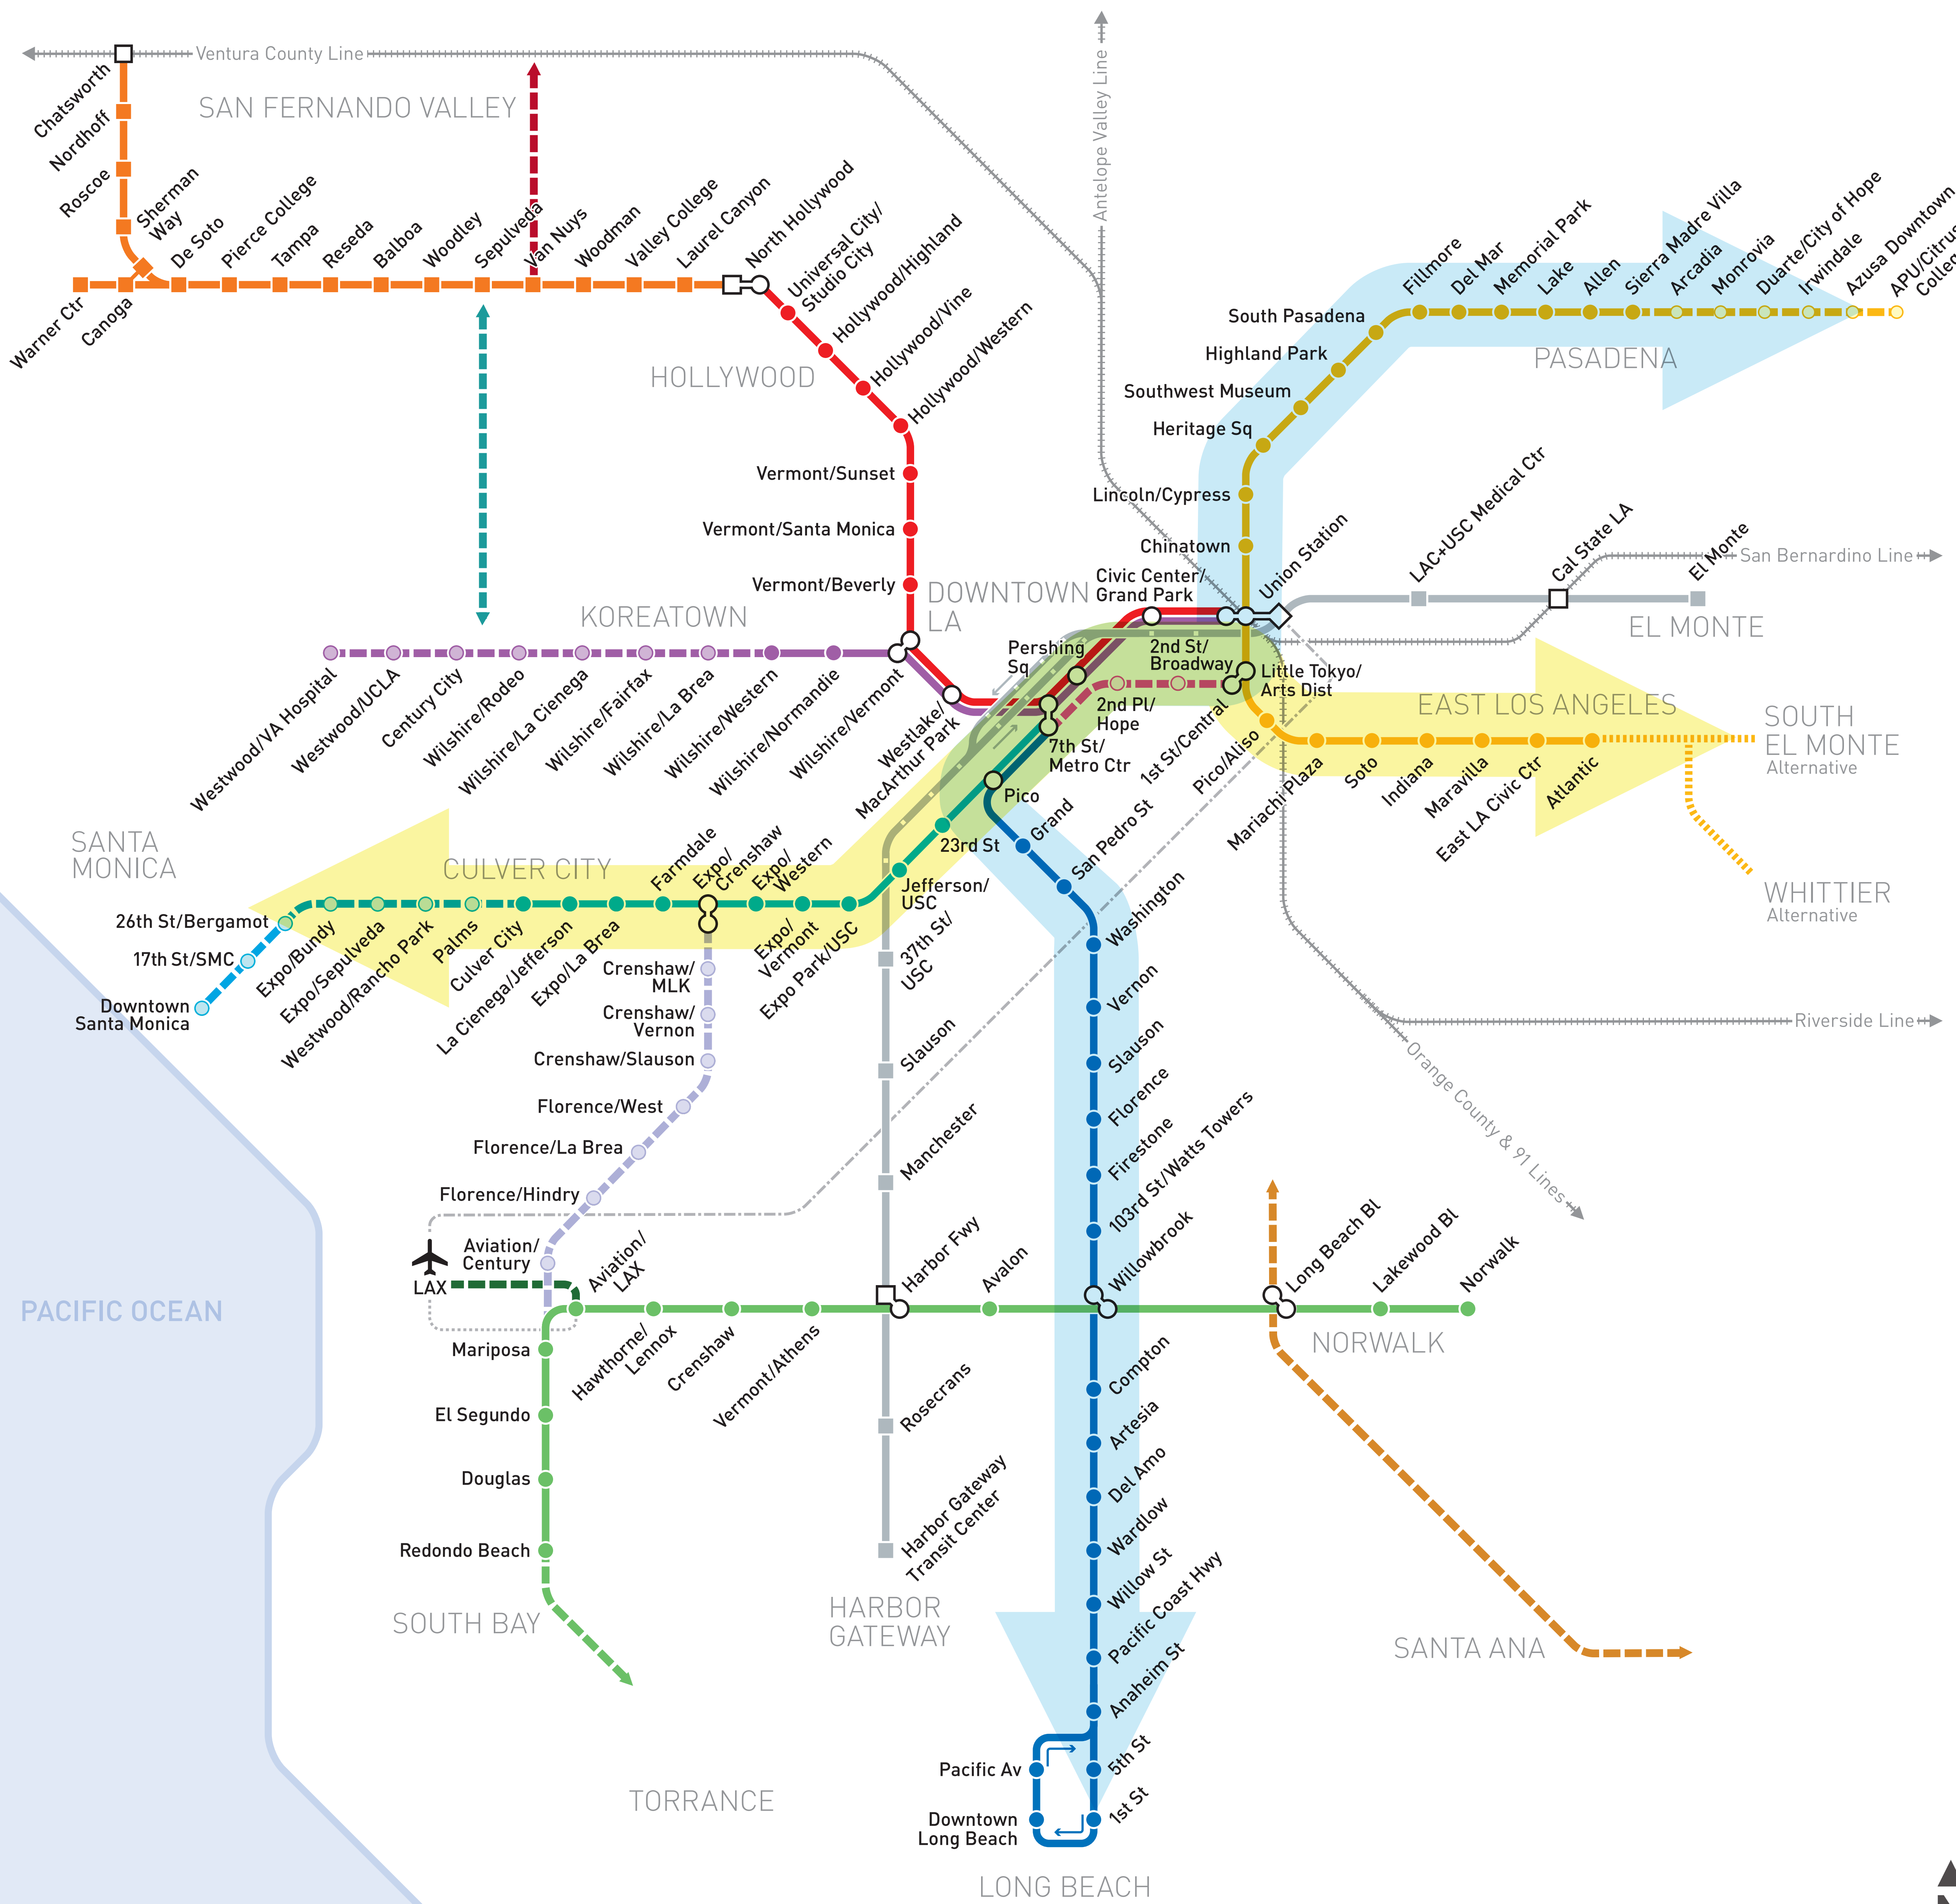 Ventura County Line
Antelope Valley Line
Chatsworth
Nordhoff
Roscoe
Sherman
Way
SAN FERNANDO VALLEY
Warner Ctr
Canoga
De Soto
Pierce College
Tampa
Reseda
Balboa
Woodley
Sepulveda
Van Nuys
Woodman
Valley College
Laurel Canyon
North Hollywood
Universal City/
Studio City
Hollywood/Highland
Hollywood/Vine
Hollywood/Western
HOLLYWOOD
Vermont/Sunset
Vermont/Santa Monica
Vermont/Beverly
Fillmore
Del Mar
Memorial Park
Lake
Allen
Sierra Madre Villa
Arcadia
Monrovia
Duarte/City of Hope
Irwindale
Azusa Downtown
South Pasadena
Highland Park
Southwest Museum
Heritage Sq
Lincoln/Cypress
Chinatown
PASADENA
Union Station
LAC+USC Medical Ctr
Cal State LA
El Monte
San Bernardino Line
EL MONTE
DOWNTOWN
LA
KOREATOWN
Civic Center/
Grand Park
Pershing
Sq
2nd St/
Broadway
Little Tokyo/
Arts Dist
2nd Pl/
Hope
7th St/
Metro Ctr
1st St/Central
Pico/Aliso
Westwood/VA Hospital
Westwood/UCLA
Century City
Wilshire/Rodeo
Wilshire/La Cienega
Wilshire/Fairfax
Wilshire/La Brea
Wilshire/Western
Wilshire/Normandie
Wilshire/Vermont
Westlake/
MacArthur Park
EAST LOS ANGELES
SOUTH
EL MONTE
Alternative
WHITTIER
Alternative
Mariachi Plaza
Soto
Indiana
Maravilla
East LA Civic Ctr
Atlantic
Pico
Grand
San Pedro St
Washington
Vernon
Slauson
Florence
Firestone
103rd St/Watts Towers
Willowbrook
23rd St
Jefferson/
USC
SANTA
MONICA
CULVER CITY
Farmdale
Expo/
Crenshaw
Expo/
Western
26th St/Bergamot
17th St/SMC
Downtown
Santa Monica
Expo/Bundy
Expo/Sepulveda
Westwood/Rancho Park
Palms
Culver City
La Cienega/Jefferson
Expo/La Brea
Expo/
Vermont
Expo Park/USC
37th St/
USC
Slauson
Manchester
Harbor Fwy
Crenshaw/
MLK
Crenshaw/
Vernon
Crenshaw/Slauson
Florence/West
Florence/La Brea
Florence/Hindry
Aviation/
Century
Aviation/
LAX
LAX
Riverside Line
Orange County & 91 Lines
PACIFIC OCEAN
Avalon
Long Beach Bl
Lakewood Bl
Norwalk
NORWALK
Mariposa
El Segundo
Douglas
Redondo Beach
Hawthorne/
Lennox
Crenshaw
Vermont/Athens
Rosecrans
Harbor Gateway
Transit Center
Compton
Artesia
Del Amo
Wardlow
Willow St
Pacific Coast Hwy
Anaheim St
5th St
1st St
Pacific Av
Downtown
Long Beach
SOUTH BAY
HARBOR
GATEWAY
SANTA ANA
TORRANCE
LONG BEACH